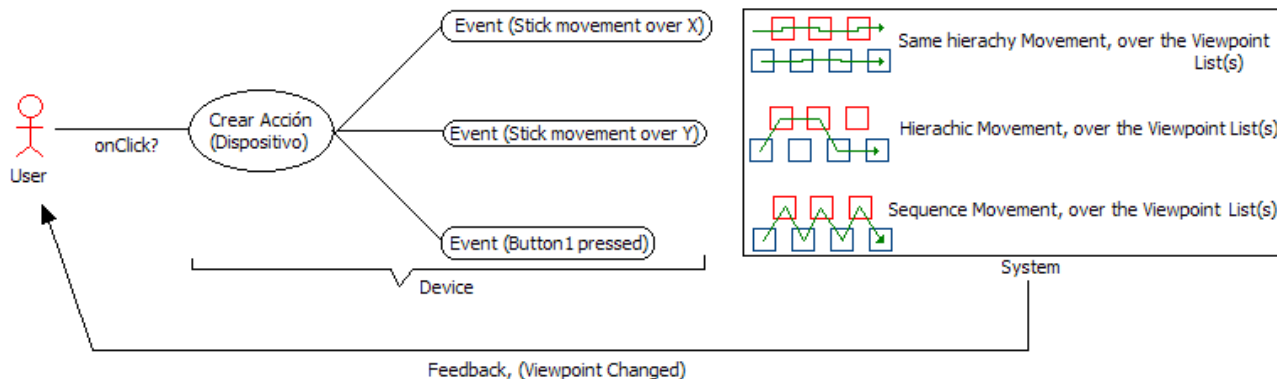 Event (Stick movement over X)
Same hierachy Movement, over the Viewpoint
List(s)
Crear Acción
(Dispositivo)
onClick?
User
Event (Stick movement over Y)
Hierachic Movement, over the Viewpoint List(s)
Event (Button1 pressed)
Sequence Movement, over the Viewpoint List(s)
Device
System
Feedback, (Viewpoint Changed)